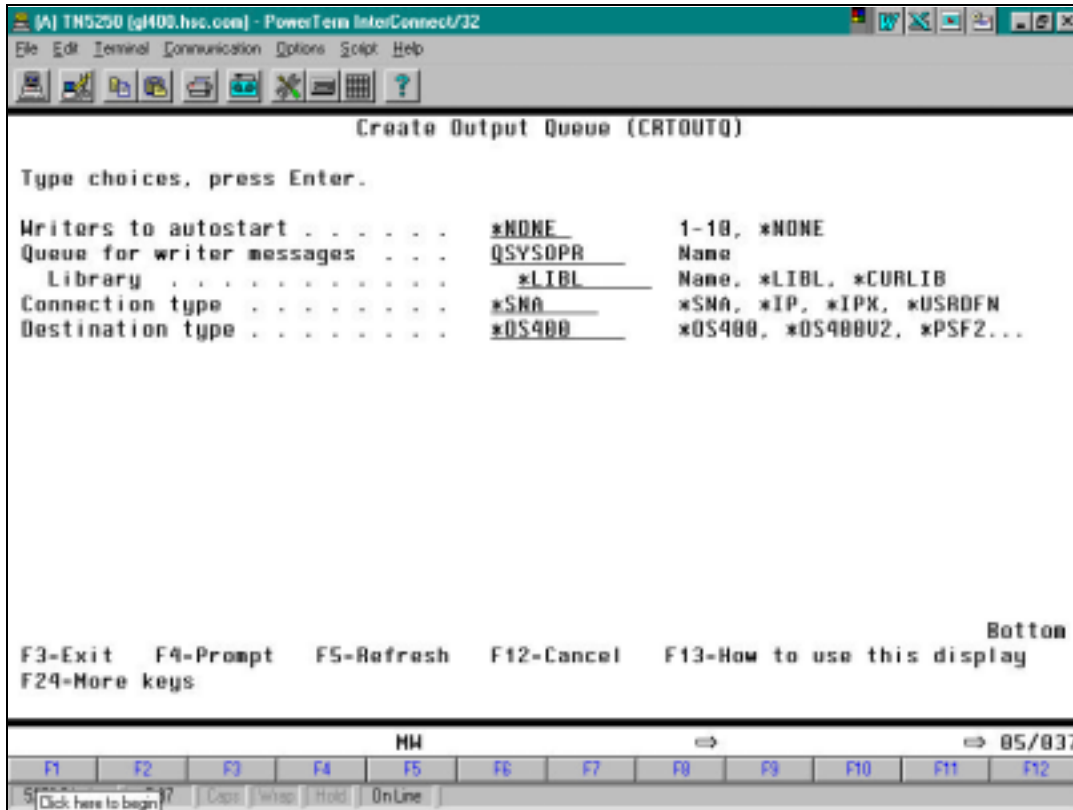 (A) TN5250 (gl400.hsc.com) - PowerTerm InterConnect/32
File Edit Terminal Communication Options Script Help
Create Output Queue (CRTOUTQ)
Type choices, press Enter.
Writers to autostart . . . . . . *NONE 1-10, *NONE
Queue for writer messages . . . QSYSOPR Name
Library . . . . . . . . . . *LIBL Name, *LIBL, *CURLIB
Connection type . . . . . . . . *SNA *SNA, *IP, *IPX, *USRDFN
Destination type . . . . . . . . *OS400 *OS400, *OS400V2, *PSF2...
Bottom
F3=Exit F4=Prompt F5=Refresh F12=Cancel F13=How to use this display
F24=More keys
MW 05/037
F1 F2 F3 F4 F5 F6 F7 F8 F9 F10 F11 F12
Click here to begin Caps Wrap Hold OnLine